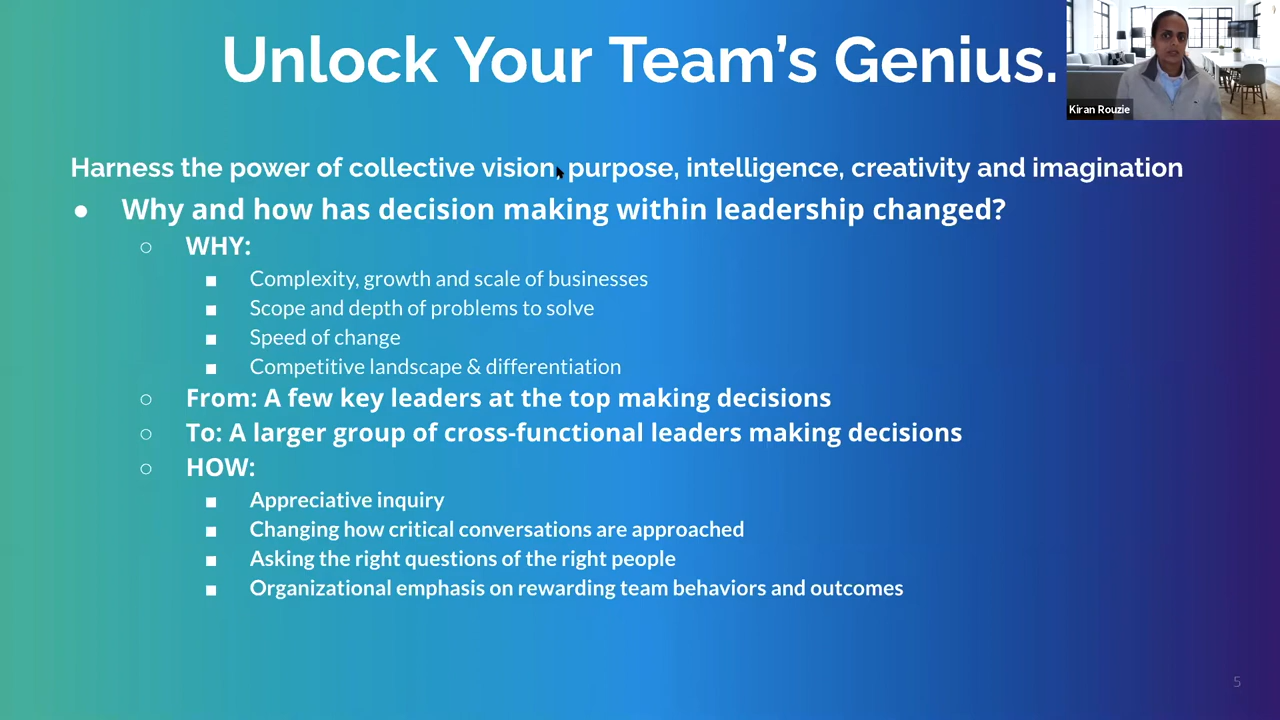 Unlock Your Team's Genius.
Kiran Rouzie
Harness the power of collective vision, purpose, intelligence, creativity and imagination
● Why and how has decision making within leadership changed?
○ WHY:
■ Complexity, growth and scale of businesses
■ Scope and depth of problems to solve
■ Speed of change
■ Competitive landscape & differentiation
○ From: A few key leaders at the top making decisions
○ To: A larger group of cross-functional leaders making decisions
○ HOW:
■ Appreciative inquiry
■ Changing how critical conversations are approached
■ Asking the right questions of the right people
■ Organizational emphasis on rewarding team behaviors and outcomes
5